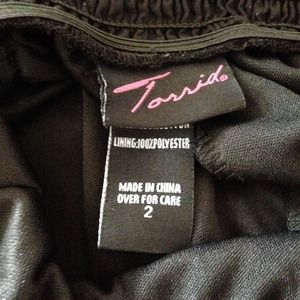 Torrid®
LINING:100%POLYESTER
MADE IN CHINA
OVER FOR CARE
2